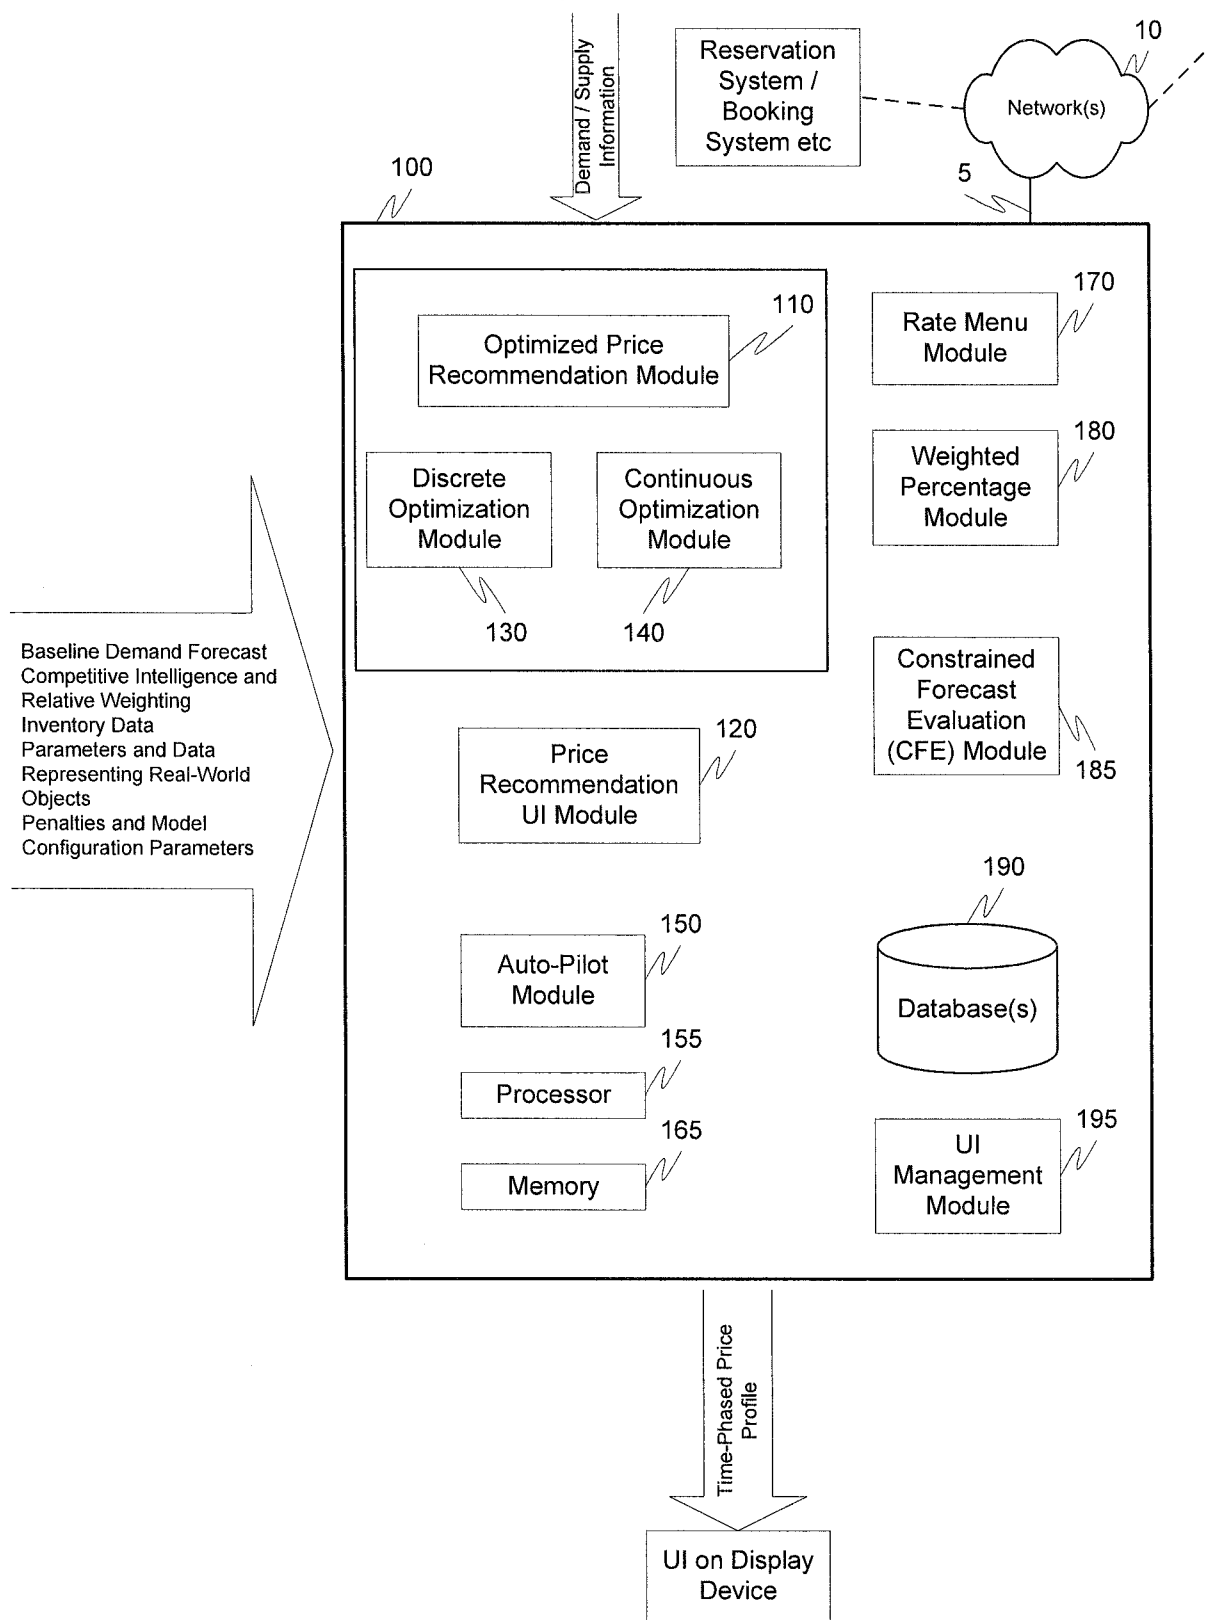 Demand / Supply
Information
Reservation
System /
Booking
System etc
10
Network(s)
100
5
110
Optimized Price
Recommendation Module
170
Rate Menu
Module
Discrete
Optimization
Module
Continuous
Optimization
Module
130
140
180
Weighted
Percentage
Module
Baseline Demand Forecast
Competitive Intelligence and
Relative Weighting
Inventory Data
Parameters and Data
Representing Real-World
Objects
Penalties and Model
Configuration Parameters
Constrained
Forecast
Evaluation
(CFE) Module
185
120
Price
Recommendation
UI Module
190
Database(s)
150
Auto-Pilot
Module
155
Processor
165
Memory
195
UI
Management
Module
Time-Phased Price
Profile
UI on Display
Device